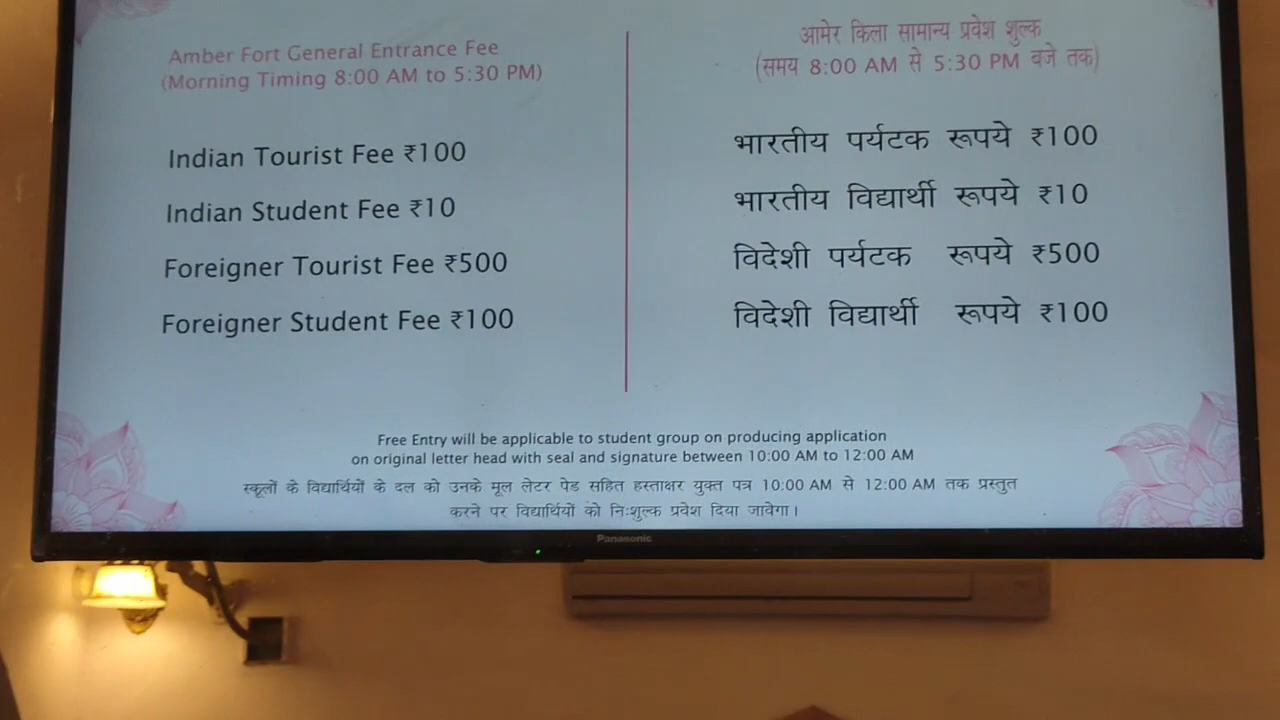 Amber Fort General Entrance Fee
(Morning Timing 8:00 AM to 5:30 PM)
Indian Tourist Fee ₹100
Indian Student Fee ₹10
Foreigner Tourist Fee ₹500
Foreigner Student Fee ₹100
आमेर किला सामान्य प्रवेश शुल्क
(समय 8:00 AM से 5:30 PM बजे तक)
भारतीय पर्यटक रूपये ₹100
भारतीय विद्यार्थी रूपये ₹10
विदेशी पर्यटक रूपये ₹500
विदेशी विद्यार्थी रूपये ₹100
Free Entry will be applicable to student group on producing application
on original letter head with seal and signature between 10:00 AM to 12:00 AM
स्कूलों के विद्यार्थियों के दल को उनके मूल लेटर पेड सहित हस्ताक्षर युक्त पत्र 10:00 AM से 12:00 AM तक प्रस्तुत
करने पर विद्यार्थियों को निःशुल्क प्रवेश दिया जावेगा।
Panasonic